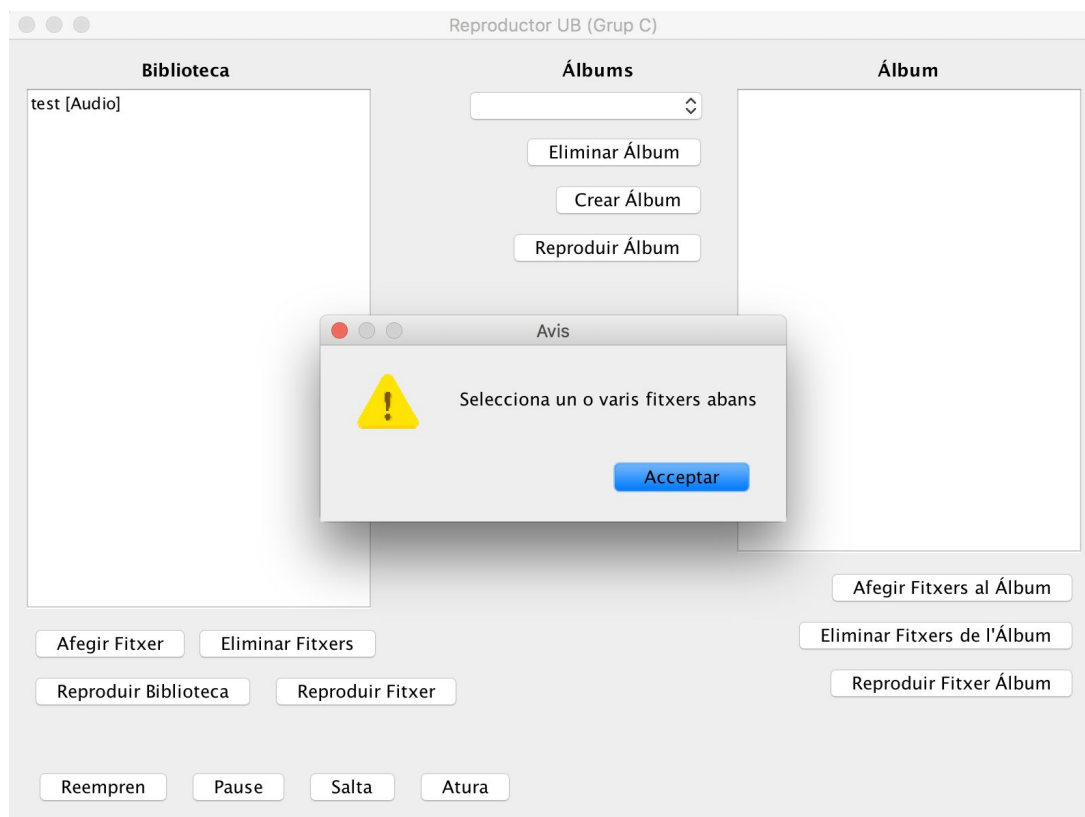 Reproductor UB (Grup C)
Biblioteca
Álbums
Álbum
test [Audio]
Eliminar Álbum
Crear Álbum
Reproduir Álbum
Avis
Selecciona un o varis fitxers abans
Acceptar
Afegir Fitxers al Álbum
Afegir Fitxer
Eliminar Fitxers
Eliminar Fitxers de l'Álbum
Reproduir Biblioteca
Reproduir Fitxer
Reproduir Fitxer Álbum
Reempren
Pause
Salta
Atura